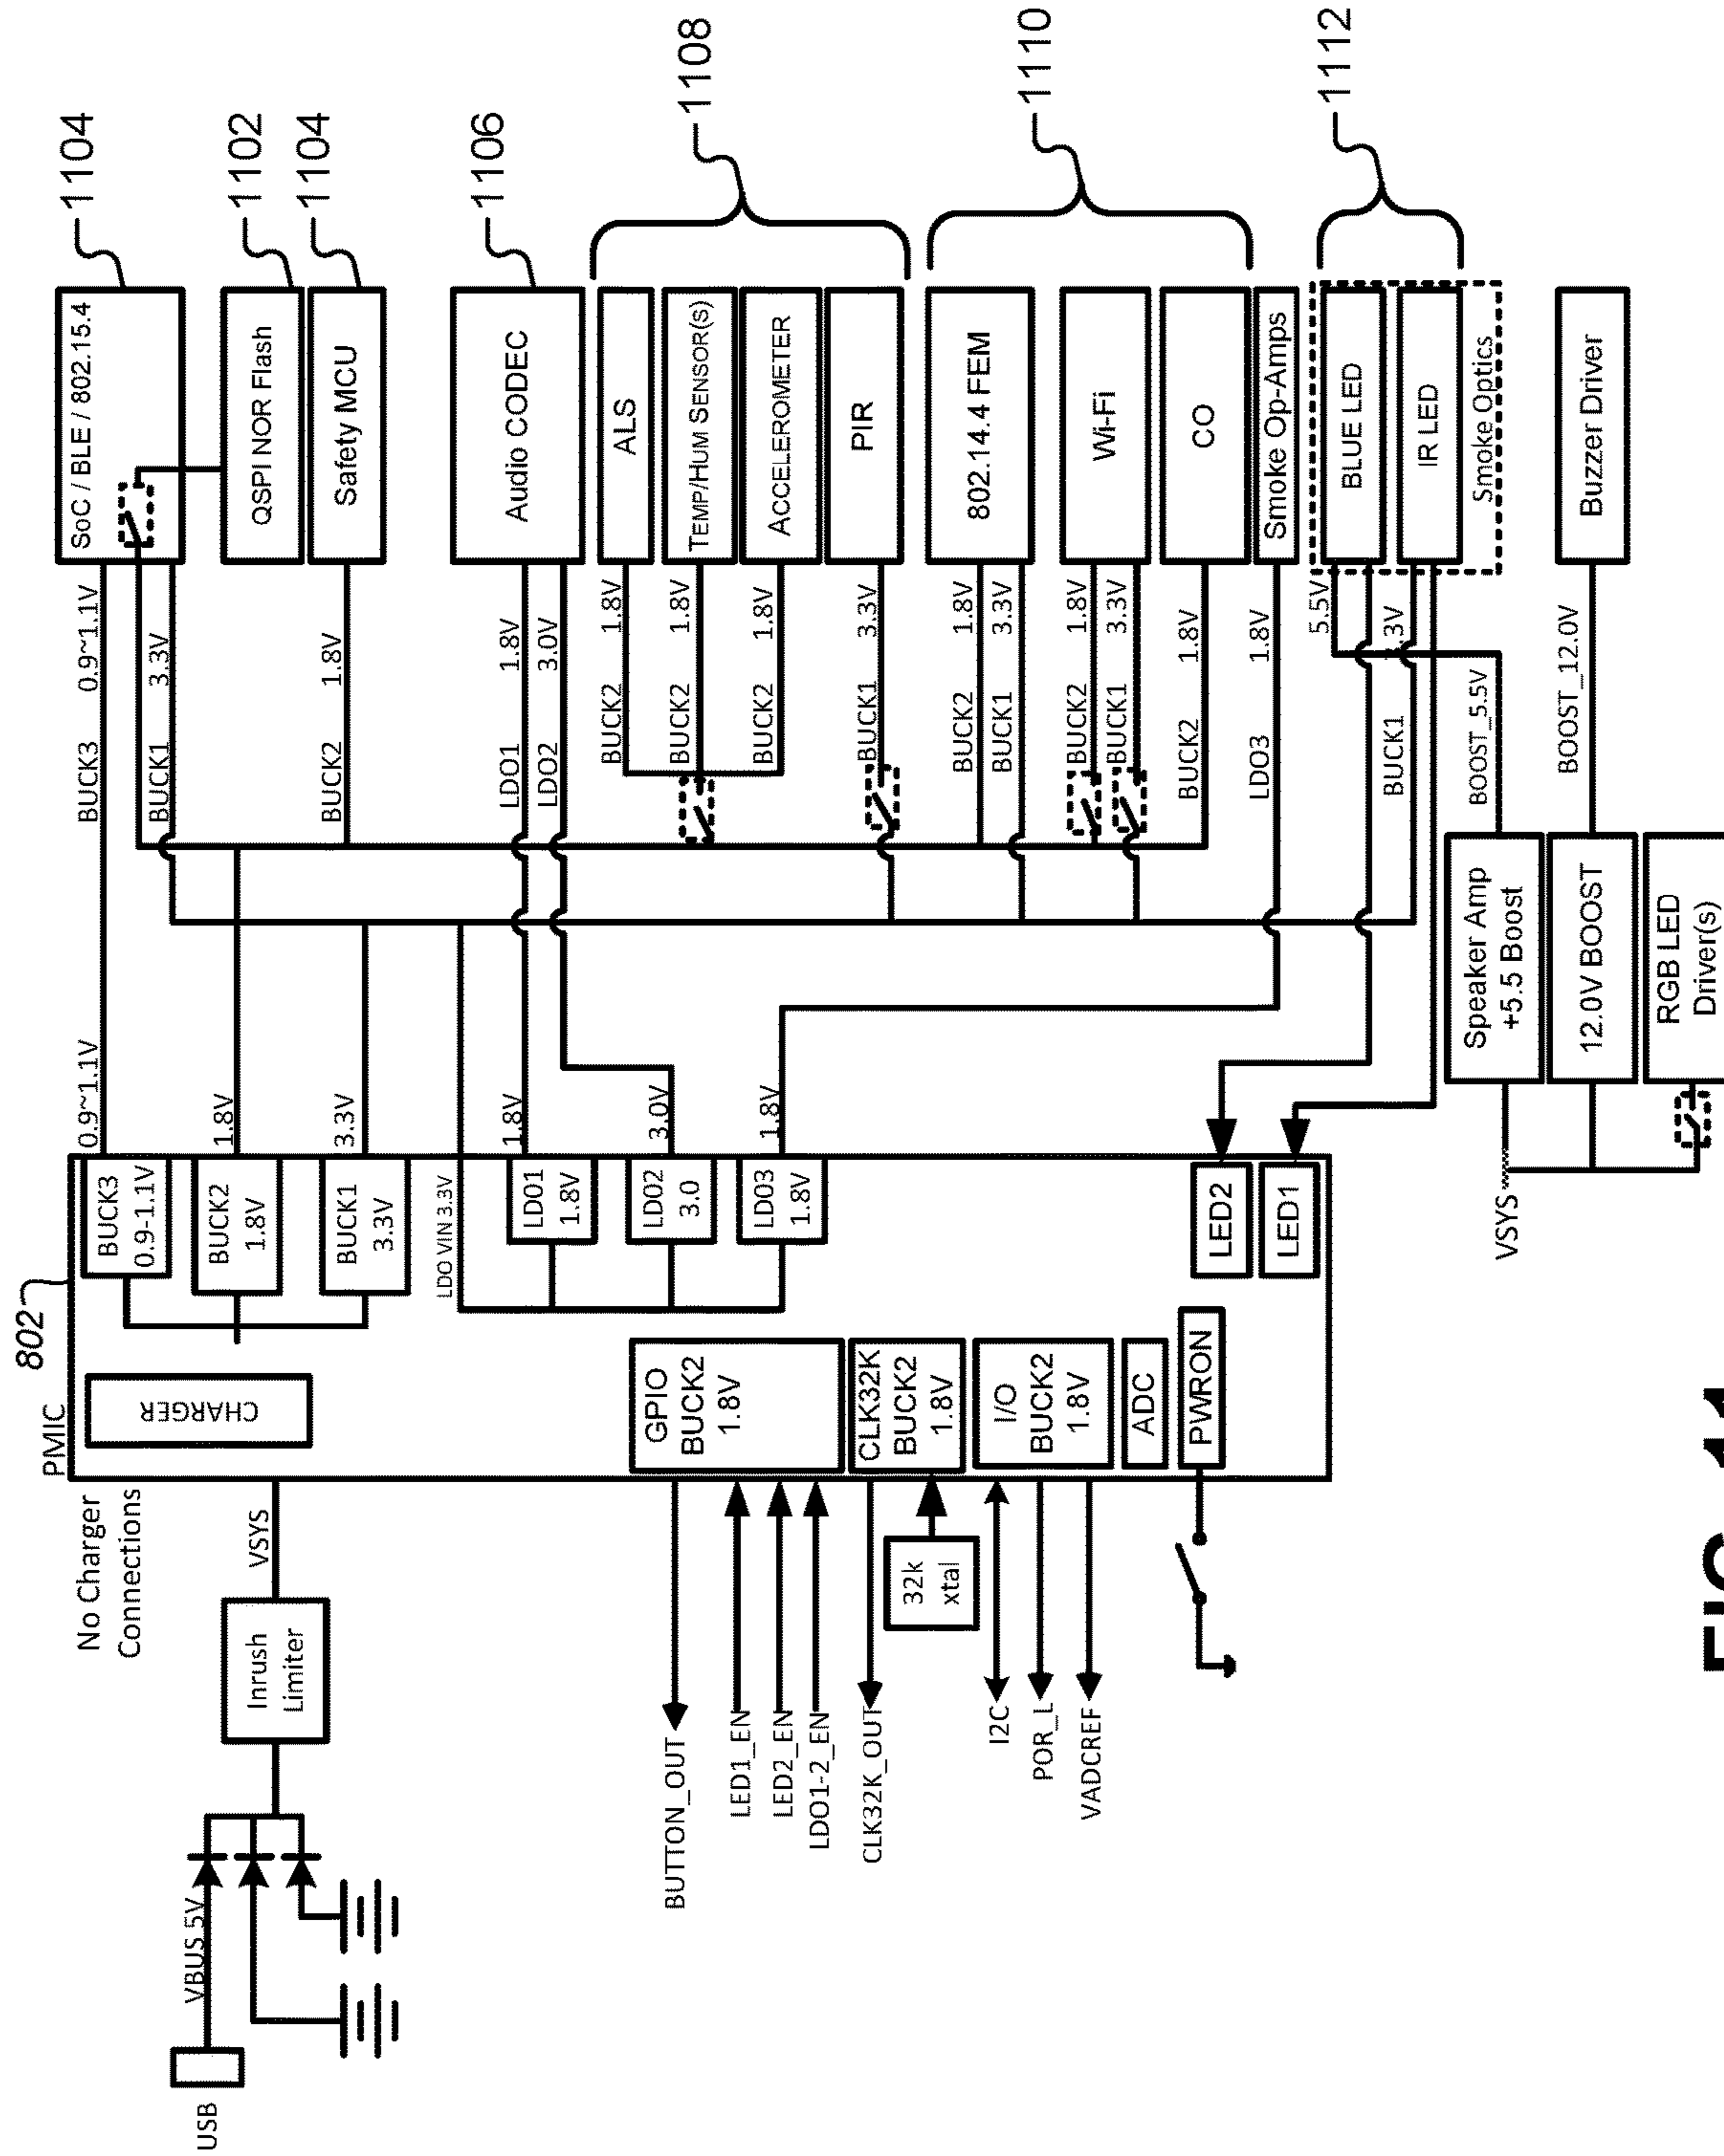 802
PMIC
CHARGER
No Charger
Connections
VSYS
Inrush
Limiter
VBUS 5V
USB
BUCK3
0.9-1.1V
BUCK2
1.8V
BUCK1
3.3V
LDO VIN 3.3V
LDO1
1.8V
LDO2
3.0
LDO3
1.8V
GPIO
BUCK2
1.8V
CLK32K
BUCK2
1.8V
I/O
BUCK2
1.8V
ADC
PWRON
LED2
LED1
BUTTON_OUT
LED1_EN
LED2_EN
LDO1-2_EN
CLK32K_OUT
32k
xtal
I2C
POR_L
VADCREF
0.9~1.1V
1.8V
3.3V
1.8V
3.0V
1.8V
BUCK3 0.9~1.1V
BUCK1 3.3V
BUCK2 1.8V
LDO1 1.8V
LDO2 3.0V
BUCK2 1.8V
BUCK2 1.8V
BUCK2 1.8V
BUCK1 3.3V
BUCK2 1.8V
BUCK1 3.3V
BUCK2 1.8V
BUCK1 3.3V
BUCK2 1.8V
LDO3 1.8V
5.5V
BUCK1 3.3V
BOOST_5.5V
BOOST_12.0V
SoC / BLE / 802.15.4
1104
QSPI NOR Flash
1102
Safety MCU
1104
Audio CODEC
1106
ALS
TEMP/HUM SENSOR(S)
ACCELEROMETER
PIR
1108
802.14.4 FEM
Wi-Fi
CO
1110
Smoke Op-Amps
BLUE LED
IR LED
Smoke Optics
1112
Buzzer Driver
VSYS
Speaker Amp
+5.5 Boost
12.0V BOOST
RGB LED
Driver(s)
FIG. 11